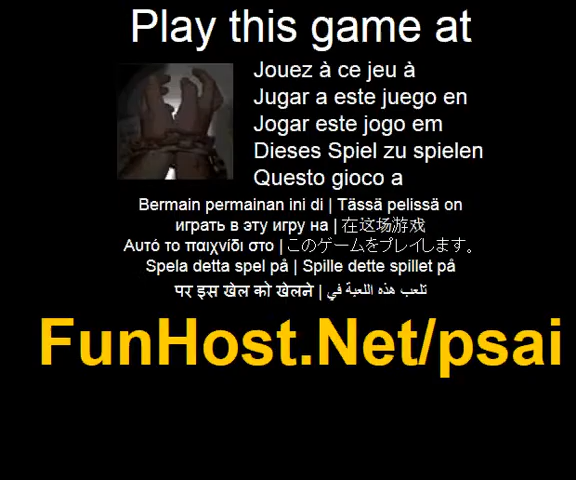 Play this game at
Jouez à ce jeu à
Jugar a este juego en
Jogar este jogo em
Dieses Spiel zu spielen
Questo gioco a
Bermain permainan ini di | Tässä pelissä on
играть в эту игру на | 在这场游戏
Αυτό το παιχνίδι στο | このゲームをプレイします。
Spela detta spel på | Spille dette spillet på
पर इस खेल को खेलने | تلعب هذه اللعبة في
FunHost.Net/psai